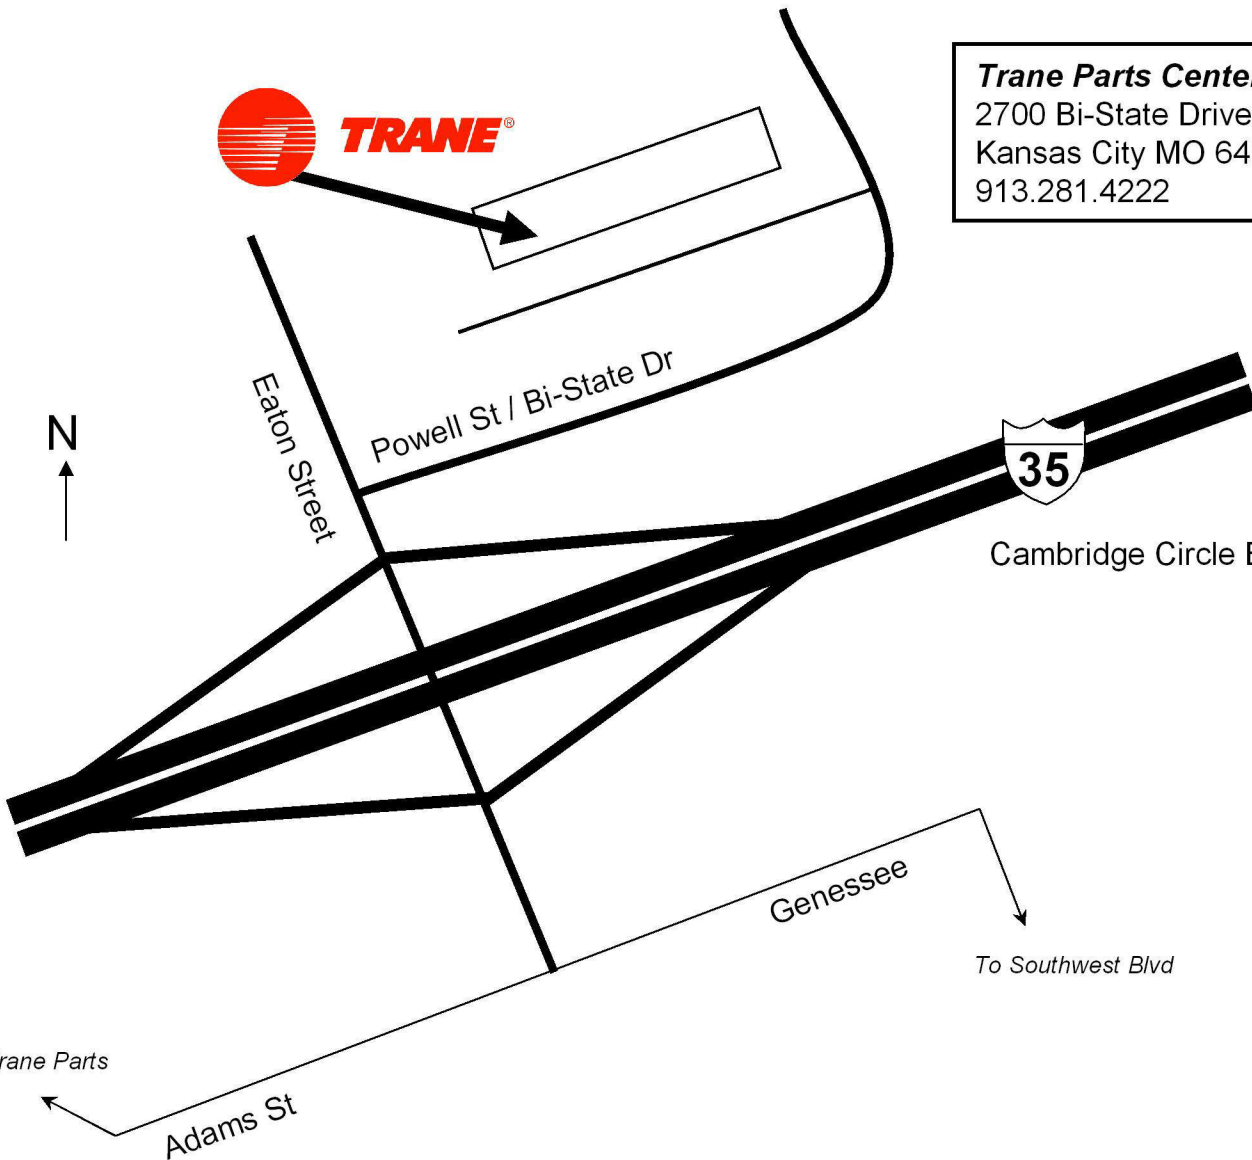 TRANE®
Trane Parts Center
2700 Bi-State Drive
Kansas City MO 64
913.281.4222
Eaton Street
Powell St / Bi-State Dr
N
35
Cambridge Circle E
Genessee
To Southwest Blvd
rane Parts
Adams St